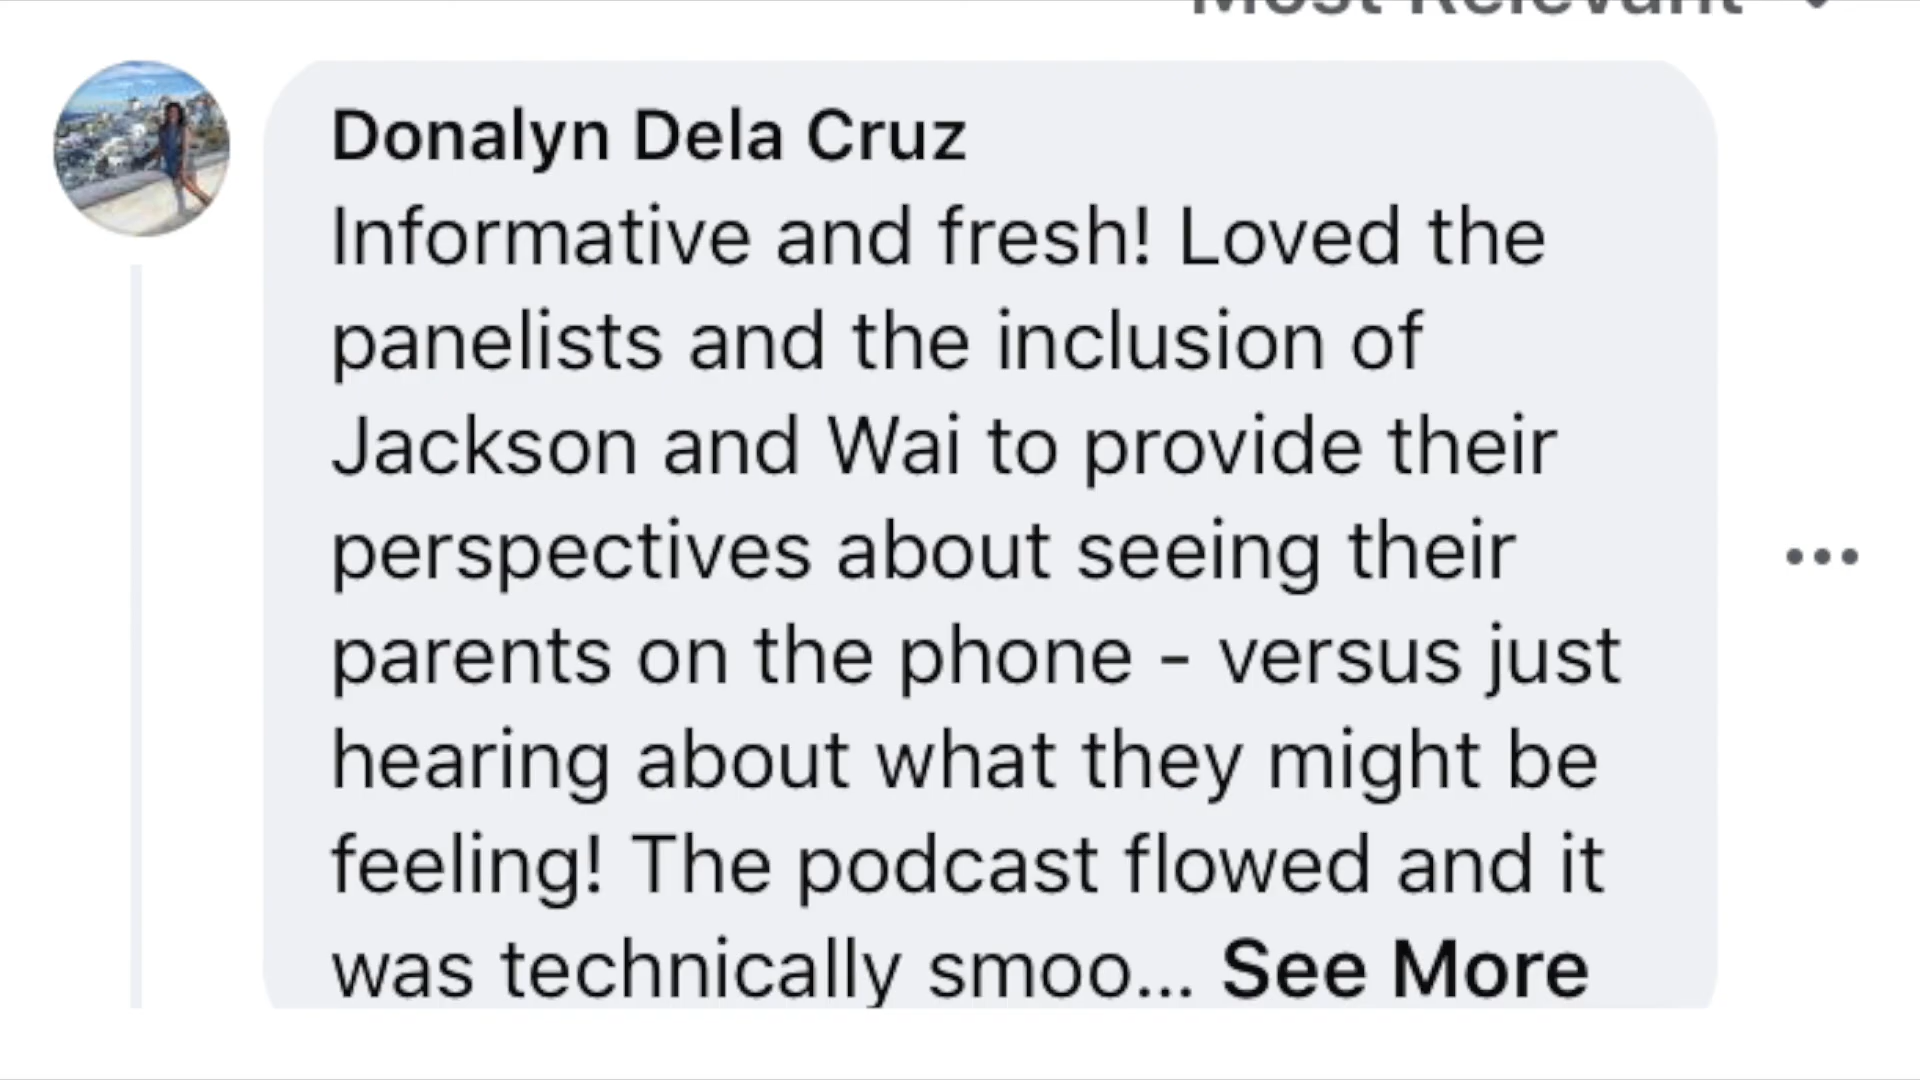 Most Relevant
Donalyn Dela Cruz
Informative and fresh! Loved the
panelists and the inclusion of
Jackson and Wai to provide their
perspectives about seeing their
parents on the phone - versus just
hearing about what they might be
feeling! The podcast flowed and it
was technically smoo... See More